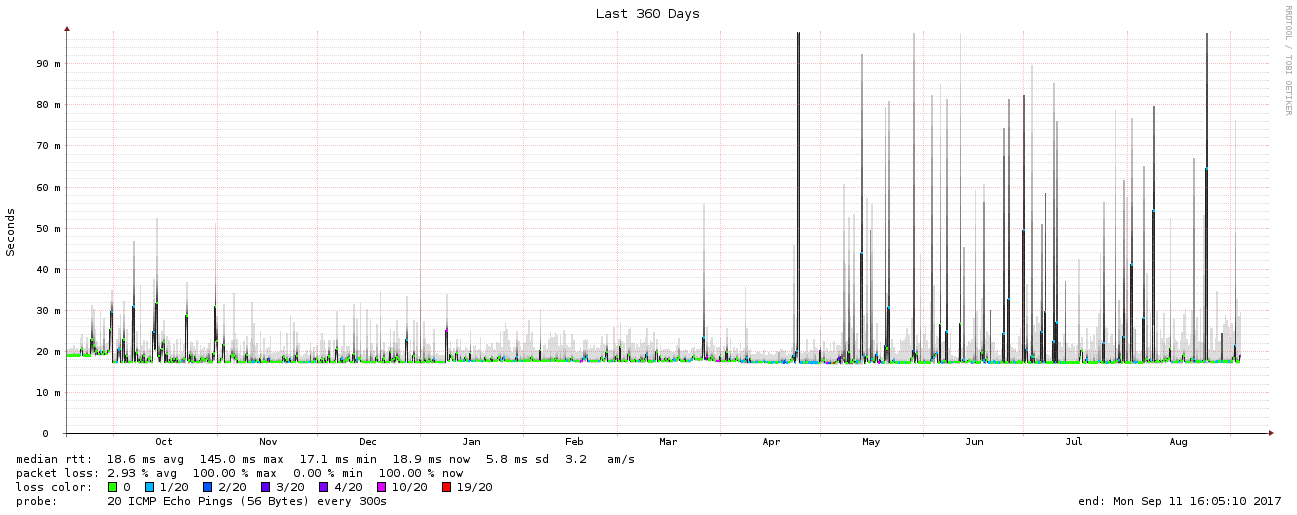 Last 360 Days
RRDTOOL / TOBI OETIKER
Seconds
90 m
80 m
70 m
60 m
50 m
40 m
30 m
20 m
10 m
0
Oct Nov Dec Jan Feb Mar Apr May Jun Jul Aug
median rtt: 18.6 ms avg 145.0 ms max 17.1 ms min 18.9 ms now 5.8 ms sd 3.2 am/s
packet loss: 2.93 % avg 100.00 % max 0.00 % min 100.00 % now
loss color: 0 1/20 2/20 3/20 4/20 10/20 19/20
probe: 20 ICMP Echo Pings (56 Bytes) every 300s end: Mon Sep 11 16:05:10 2017